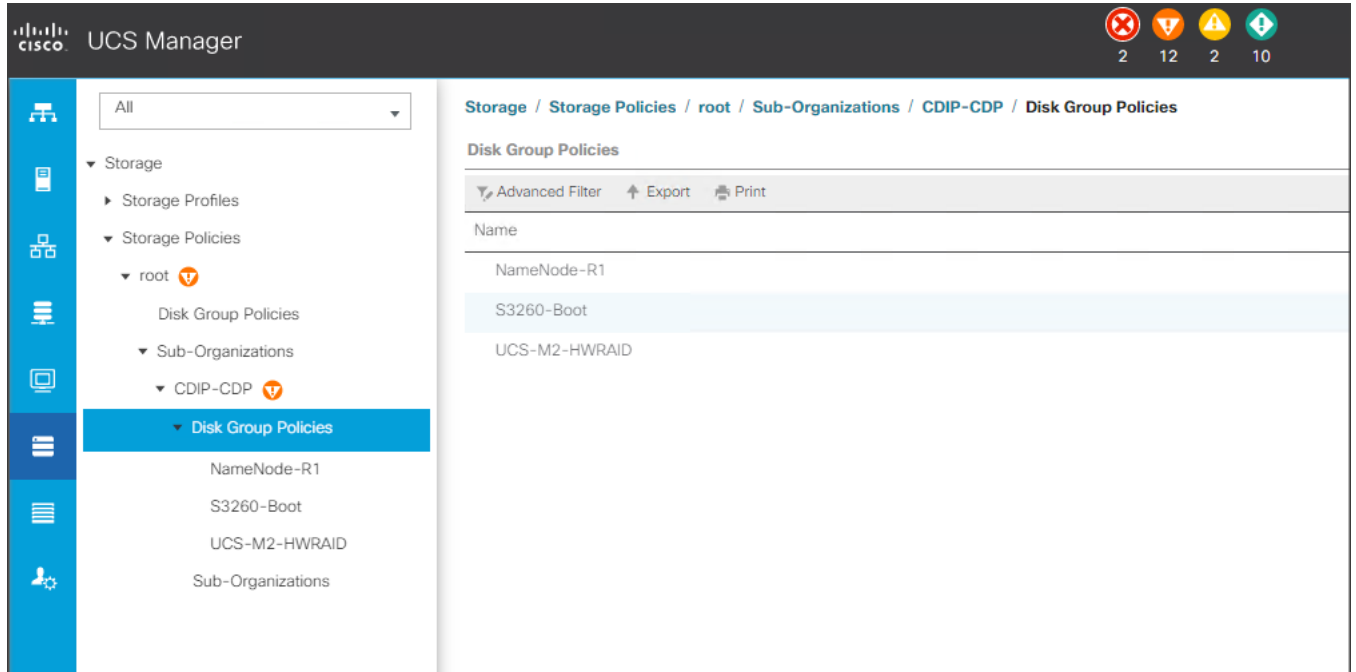 CISCO. UCS Manager
2 12 2 10
All
Storage
Storage Profiles
Storage Policies
root
Disk Group Policies
Sub-Organizations
CDIP-CDP
Disk Group Policies
NameNode-R1
S3260-Boot
UCS-M2-HWRAID
Sub-Organizations
Storage / Storage Policies / root / Sub-Organizations / CDIP-CDP / Disk Group Policies
Disk Group Policies
Advanced Filter Export Print
Name
NameNode-R1
S3260-Boot
UCS-M2-HWRAID